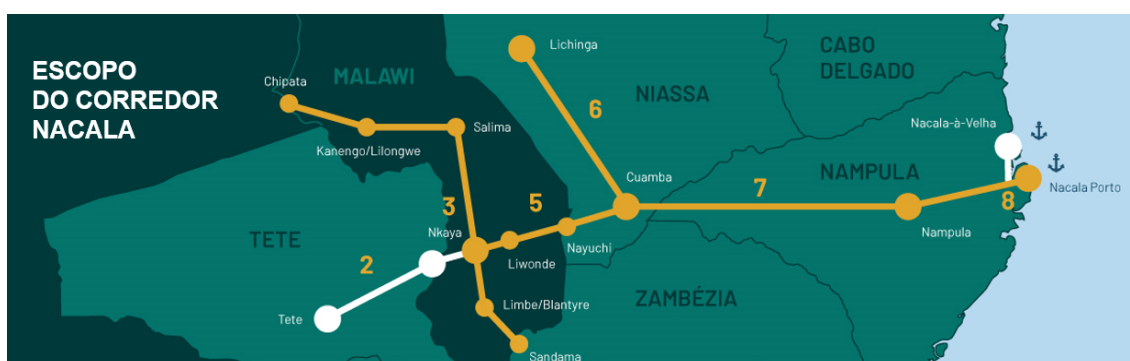 ESCOPO
DO CORREDOR
NACALA
Chipata
MALAWI
Kanengo/Lilongwe
Salima
Lichinga
6
NIASSA
CABO
DELGADO
Nacala-à-Velha
Cuamba
7
NAMPULA
Nacala Porto
8
Nampula
TETE
2
3
Nkaya
5
Liwonde
Nayuchi
ZAMBÉZIA
Limbe/Blantyre
Tete
Sandama